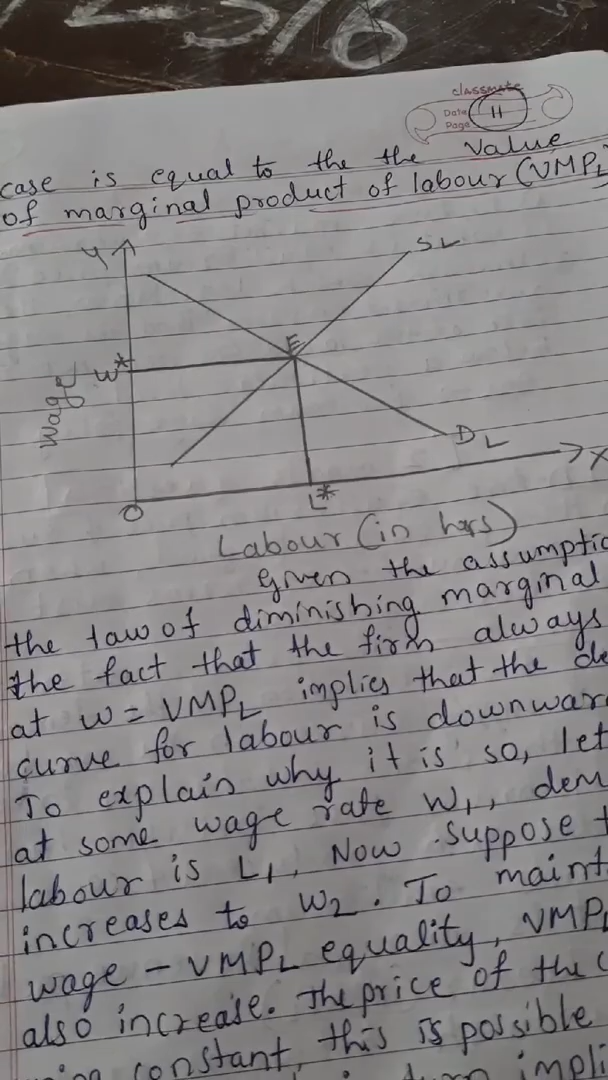 classmate
Date
Page 11
case is equal to the the value
of marginal product of labour (VMPL
Y
SL
E
W*
Wage
DL
X
O
L*
Labour (in hrs)
Given the assumptio
the law of diminishing marginal
the fact that the firm always
at w = VMPL implies that the de
curve for labour is downwar
To explain why it is so, let
at some wage rate W1, dem
labour is L1. Now suppose t
increases to W2. To maint
wage - VMPL equality, VMPL
also increase. The price of the c
constant, this is possible
impli